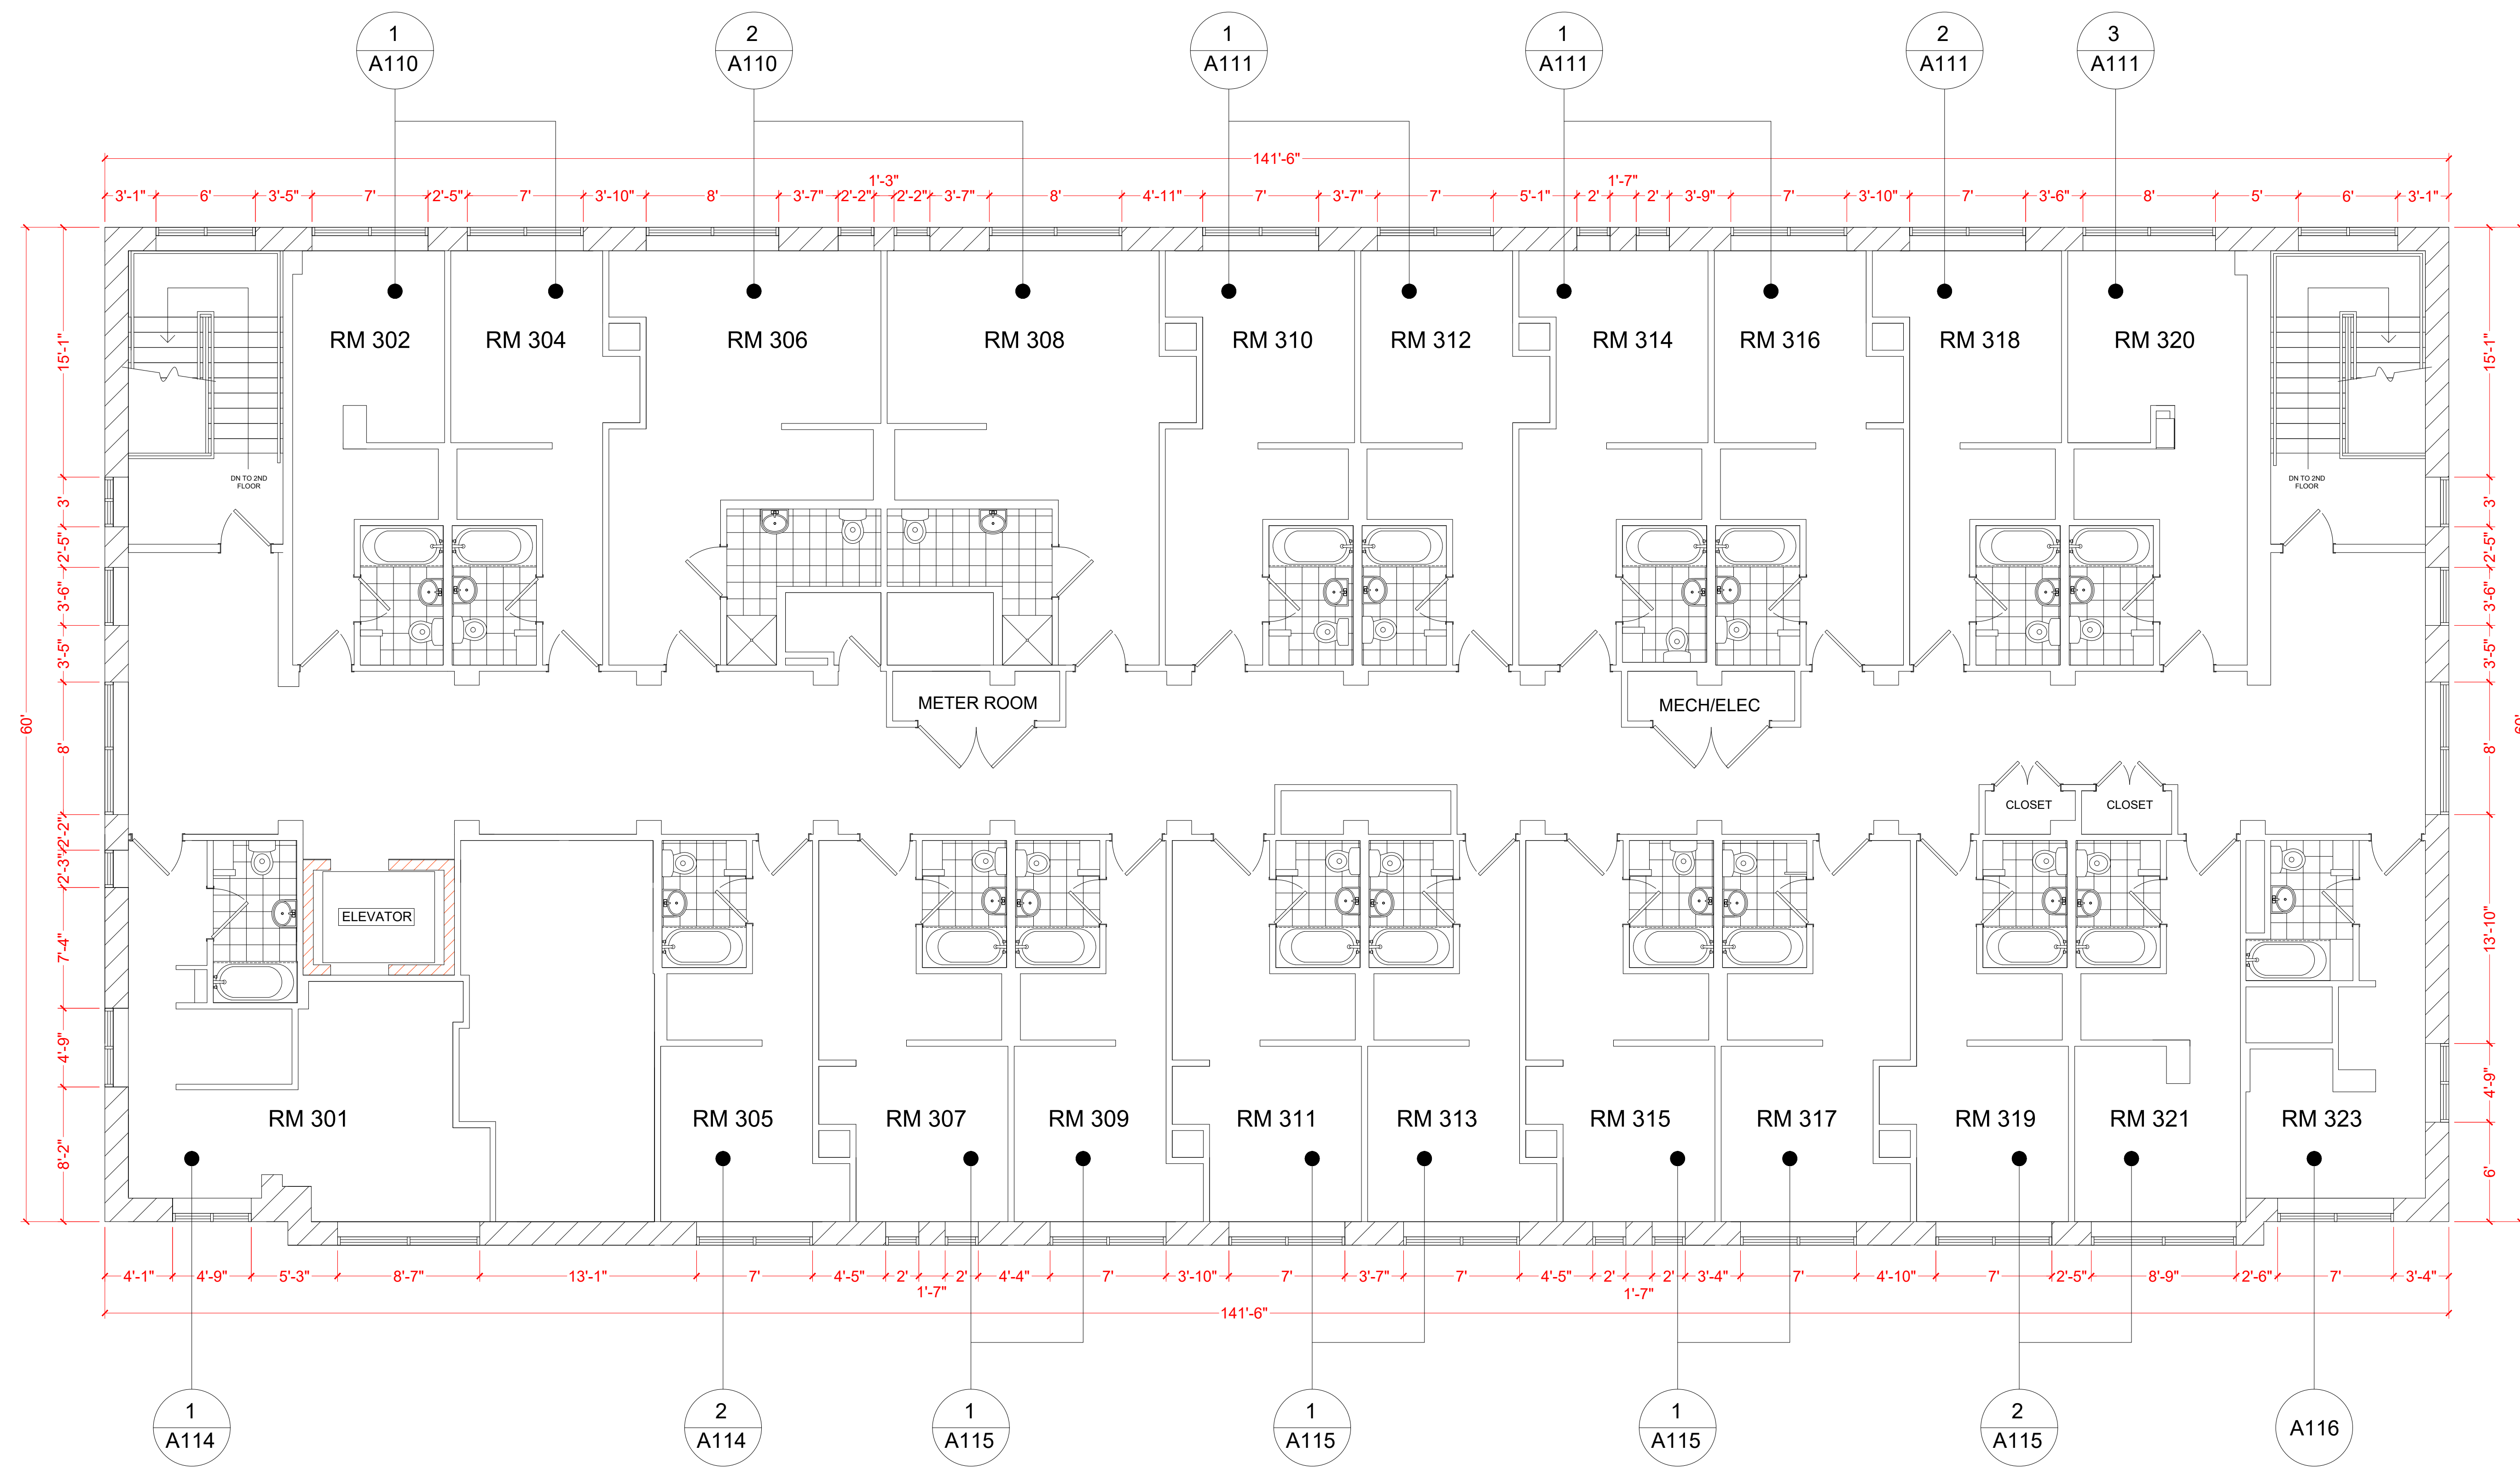 1 2 1 1 2 3
A110 A110 A111 A111 A111 A111
141'-6"
1'-3" 1'-7"
3'-1" 6' 3'-5" 7' 2'-5" 7' 3'-10" 8' 3'-7" 2'-2" 2'-2" 3'-7" 8' 4'-11" 7' 3'-7" 7' 5'-1" 2' 2' 3'-9" 7' 3'-10" 7' 3'-6" 8' 5' 6' 3'-1"
RM 302 RM 304 RM 306 RM 308 RM 310 RM 312 RM 314 RM 316 RM 318 RM 320
15'-1" 15'-1"
DN TO 2ND DN TO 2ND
FLOOR FLOOR
3' 3'
2'-5" 2'-5"
3'-6" 3'-6"
3'-5" 3'-5"
METER ROOM MECH/ELEC
60' 8' 8' 60'
CLOSET CLOSET
2'-2"
2'-3"
ELEVATOR
7'-4" 13'-10"
4'-9" 4'-9"
RM 301 RM 305 RM 307 RM 309 RM 311 RM 313 RM 315 RM 317 RM 319 RM 321 RM 323
8'-2" 6'
4'-1" 4'-9" 5'-3" 8'-7" 13'-1" 7' 4'-5" 2' 2' 4'-4" 7' 3'-10" 7' 3'-7" 7' 4'-5" 2' 2' 3'-4" 7' 4'-10" 7' 2'-5" 8'-9" 2'-6" 7' 3'-4"
1'-7" 1'-7"
141'-6"
1 2 1 1 1 2
A114 A114 A115 A115 A115 A115 A116